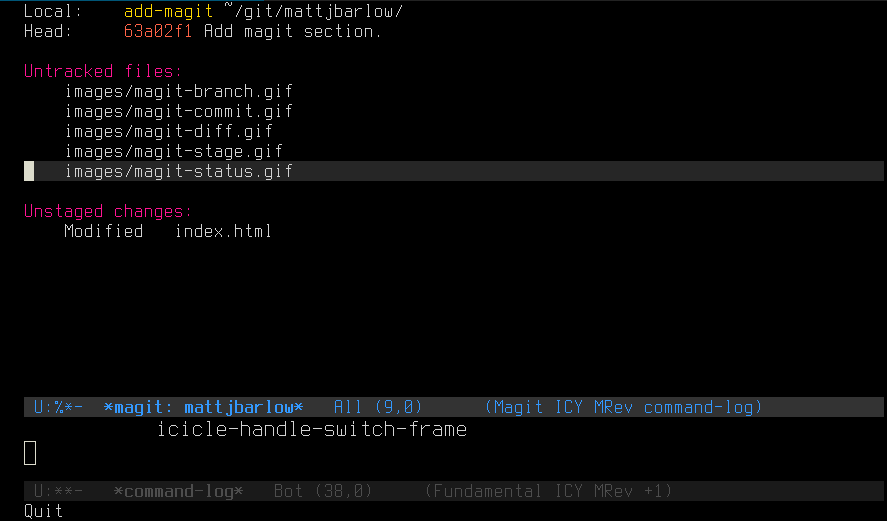 Local:    add-magit ~/git/mattjbarlow/
Head:     63a02f1 Add magit section.
Untracked files:
    images/magit-branch.gif
    images/magit-commit.gif
    images/magit-diff.gif
    images/magit-stage.gif
    images/magit-status.gif
Unstaged changes:
    Modified   index.html
U:%*-  *magit: mattjbarlow*   All (9,0)      (Magit ICY MRev command-log)
icicle-handle-switch-frame
U:**-   *command-log*   Bot (38,0)     (Fundamental ICY MRev +1)
Quit